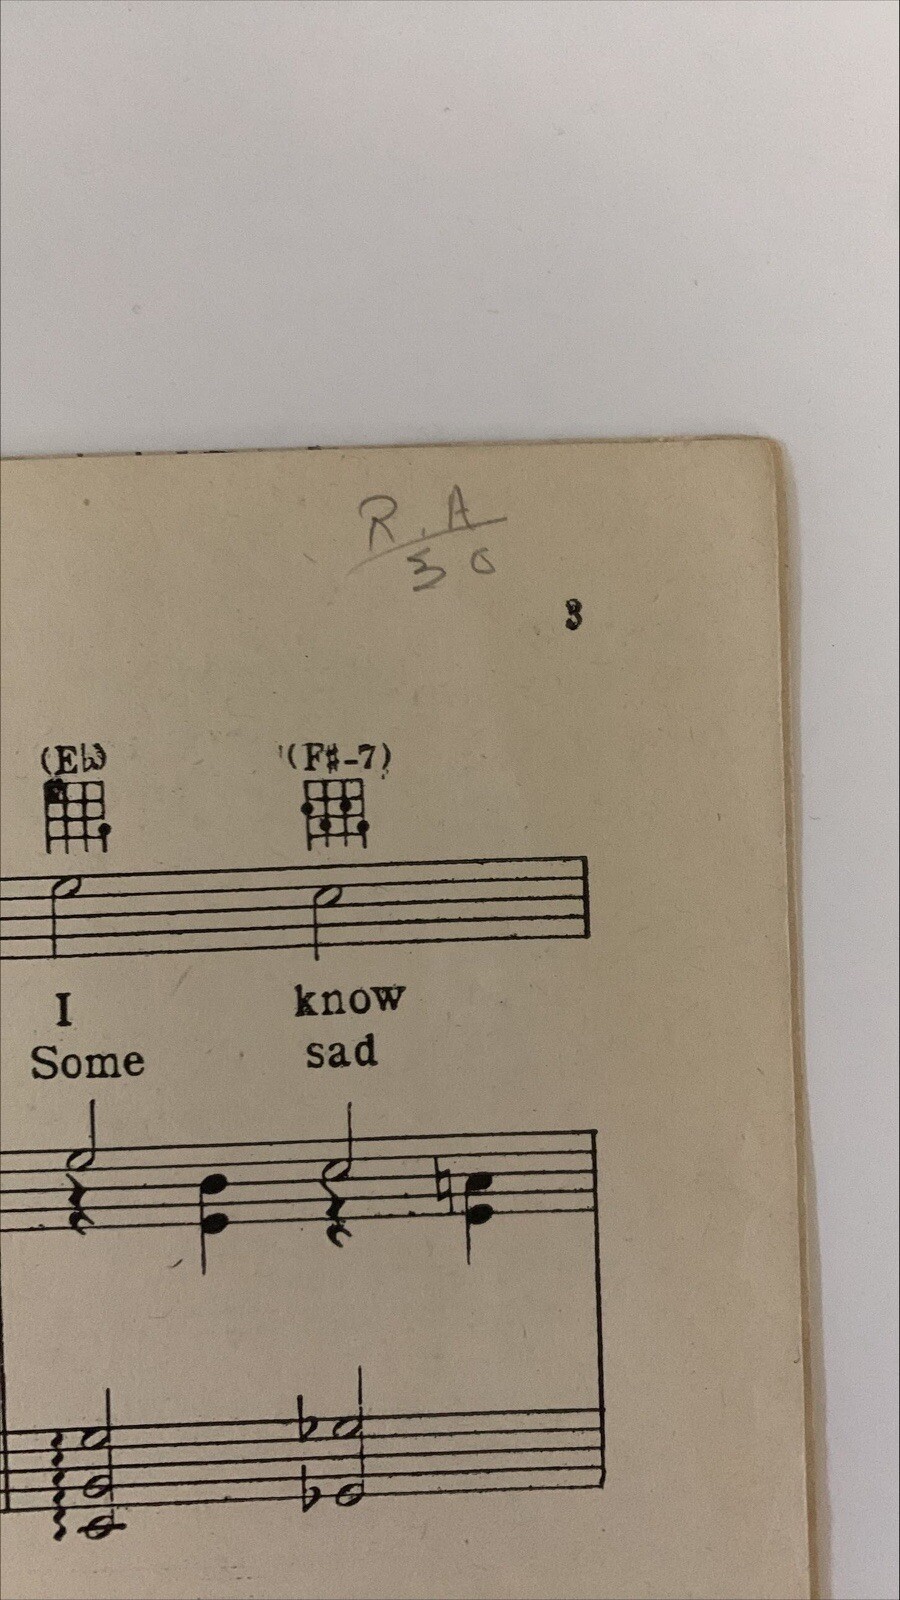 R.A
30
3
(E♭) (F♯-7)
I know
Some sad